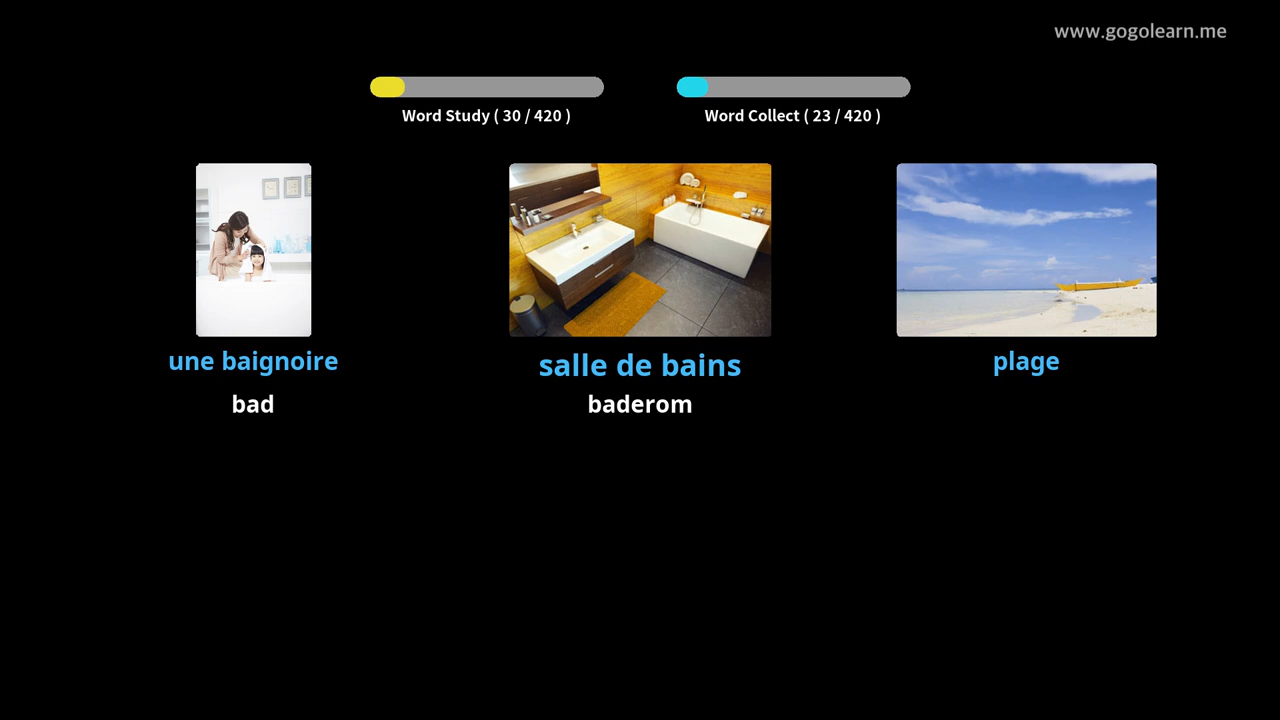 www.gogolearn.me
Word Study ( 30 / 420 )
Word Collect ( 23 / 420 )
une baignoire
salle de bains
plage
bad
baderom